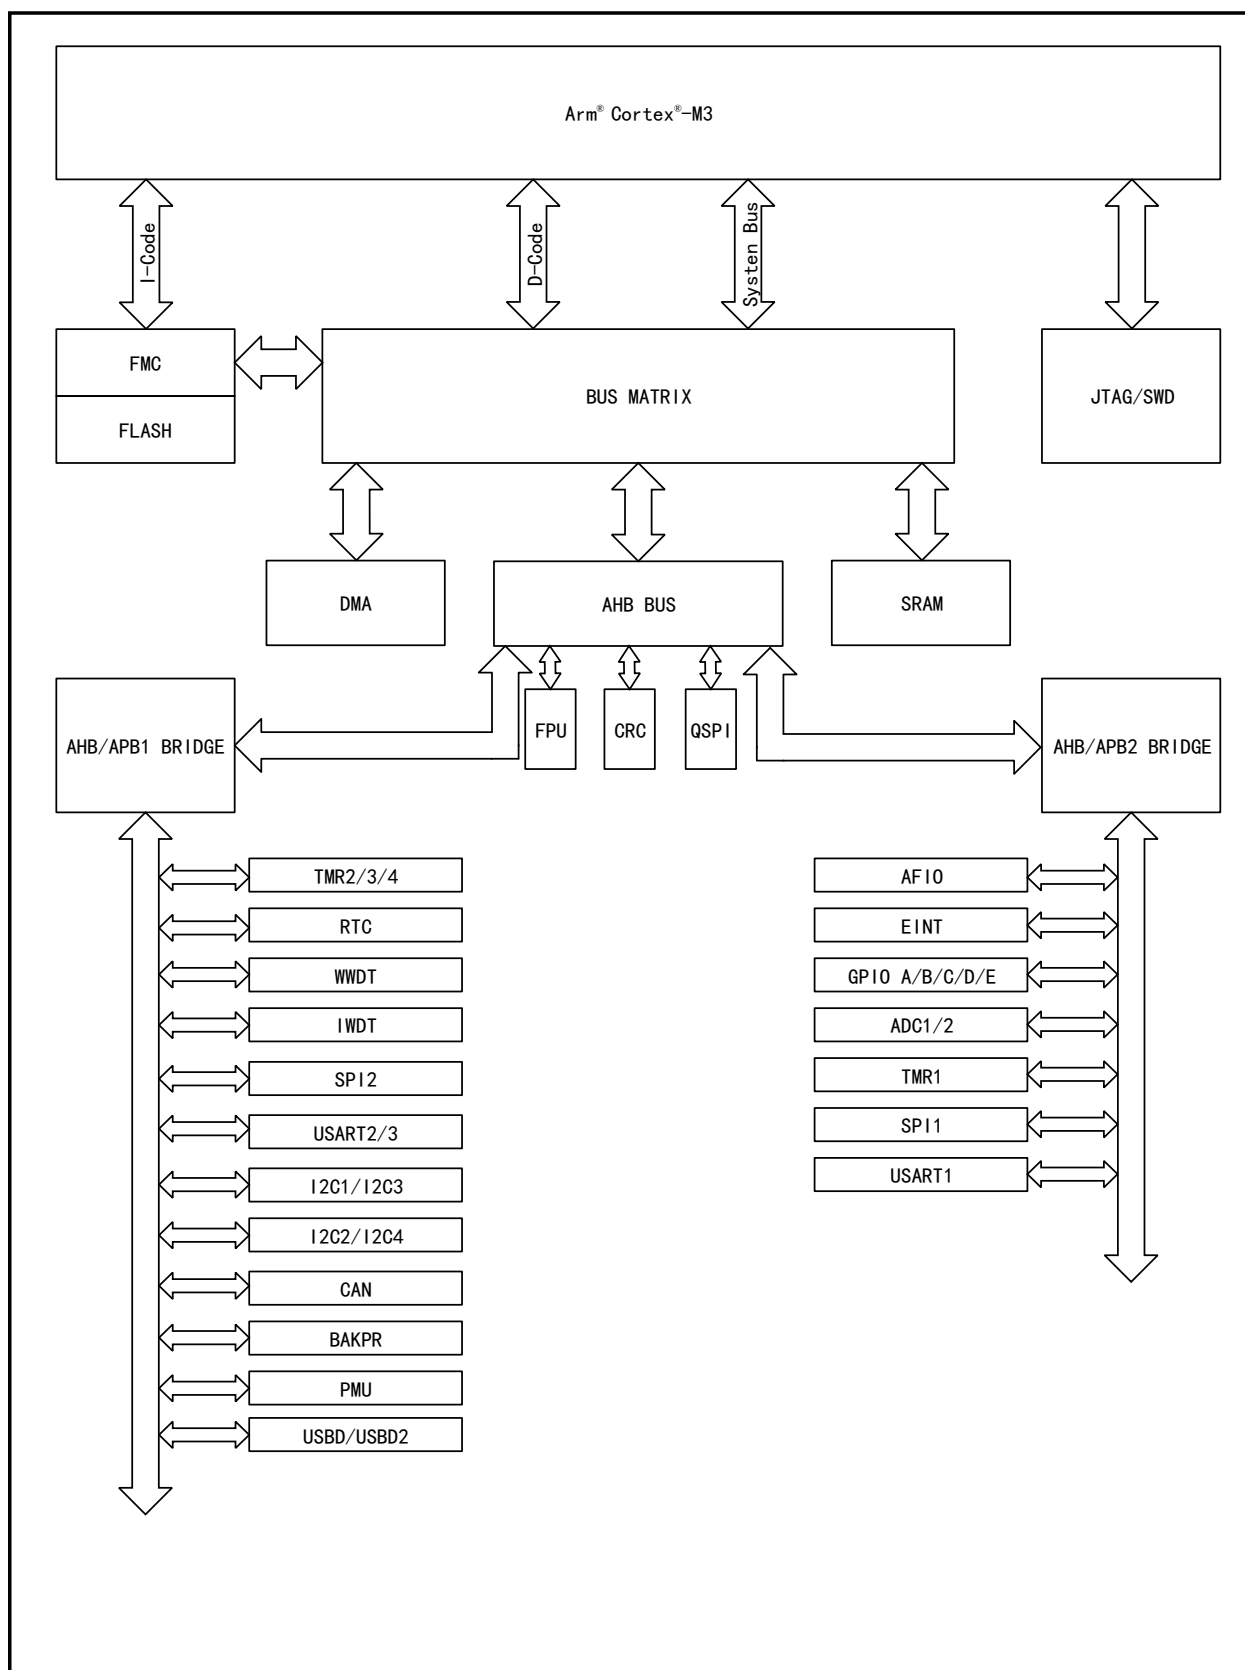 Arm® Cortex®-M3
I-Code
D-Code
Systen Bus
FMC
FLASH
BUS MATRIX
JTAG/SWD
DMA
AHB BUS
SRAM
AHB/APB1 BRIDGE
FPU
CRC
QSPI
AHB/APB2 BRIDGE
TMR2/3/4
RTC
WWDT
IWDT
SPI2
USART2/3
I2C1/I2C3
I2C2/I2C4
CAN
BAKPR
PMU
USBD/USBD2
AFIO
EINT
GPIO A/B/C/D/E
ADC1/2
TMR1
SPI1
USART1